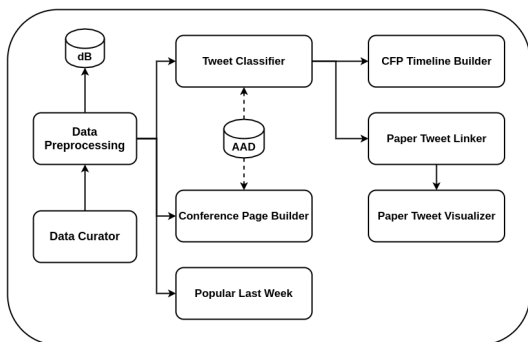 dB
Tweet Classifier
CFP Timeline Builder
Data
Preprocessing
AAD
Paper Tweet Linker
Data Curator
Conference Page Builder
Paper Tweet Visualizer
Popular Last Week